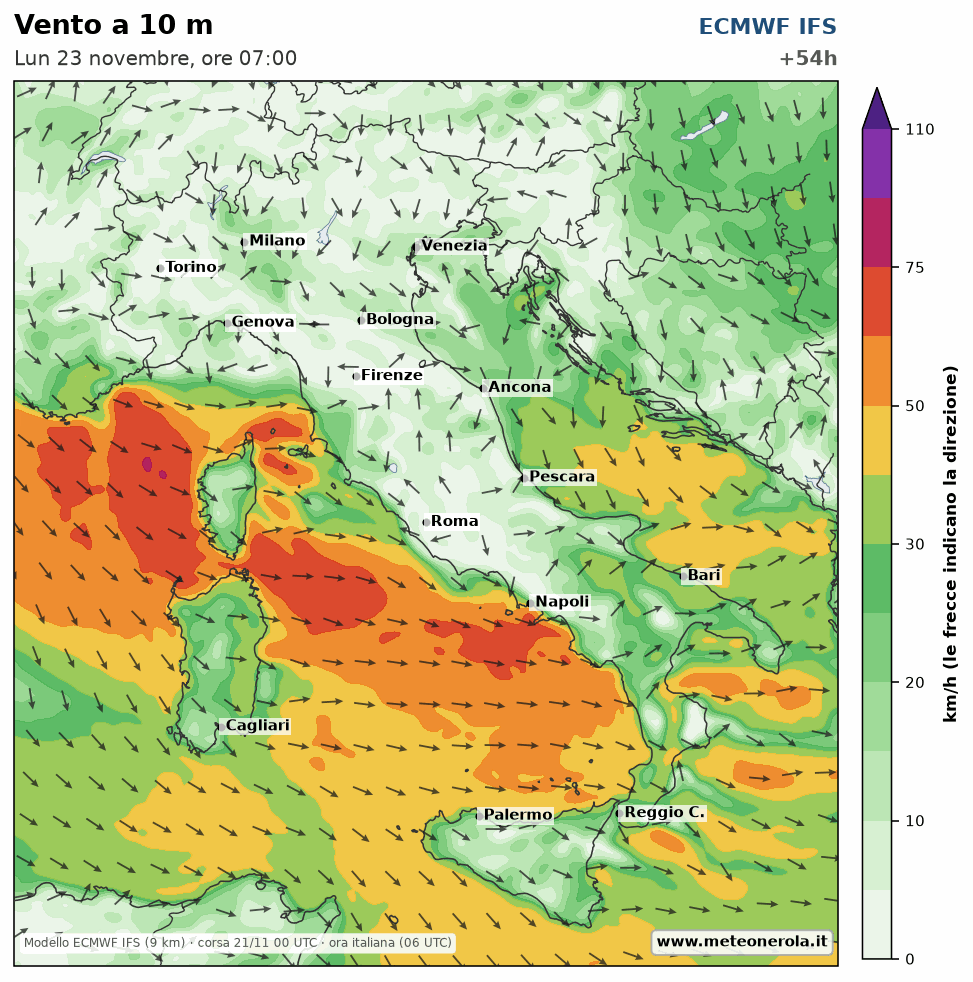 Vento a 10 m
ECMWF IFS
Lun 23 novembre, ore 07:00
+54h
110
75
50
30
20
10
0
km/h (le frecce indicano la direzione)
Milano
Venezia
Torino
Genova
Bologna
Firenze
Ancona
Pescara
Roma
Bari
Napoli
Cagliari
Palermo
Reggio C.
Modello ECMWF IFS (9 km) · corsa 21/11 00 UTC · ora italiana (06 UTC)
www.meteonerola.it